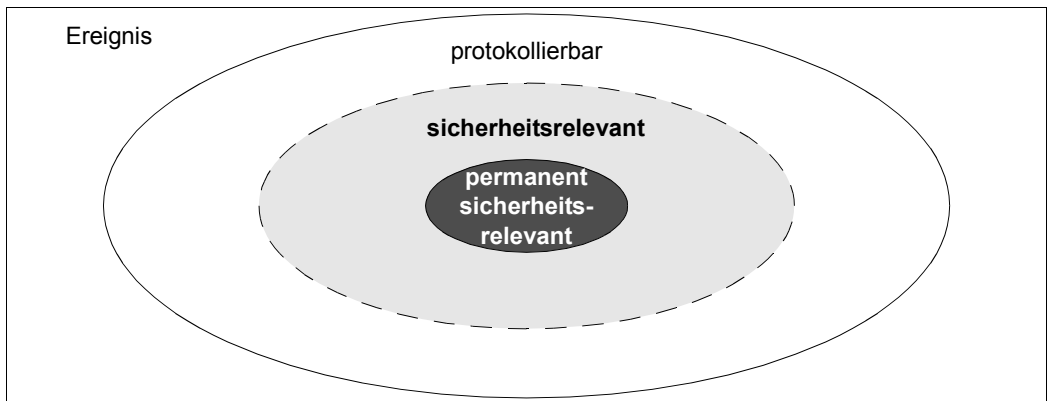 Ereignis
protokollierbar
sicherheitsrelevant
permanent
sicherheits-
relevant